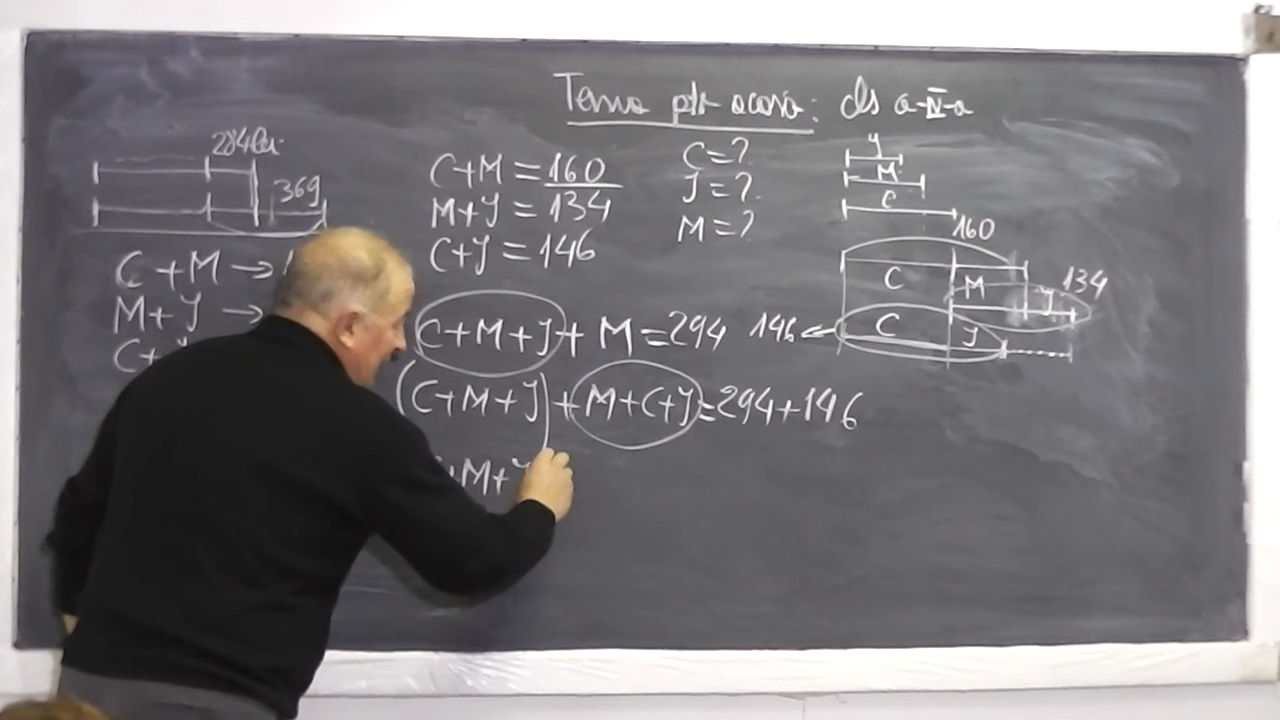 Tema ptr acasă: cls a-IV-a
284 lei
369
C+M →
M+J →
C+
C+M = 160
M+J = 134
C+J = 146
C=?
J=?
M=?
J
M
C
160
C M J 134
146 ← C J
C+M+J + M = 294
(C+M+J) + M+C+J = 294+146
+M+J